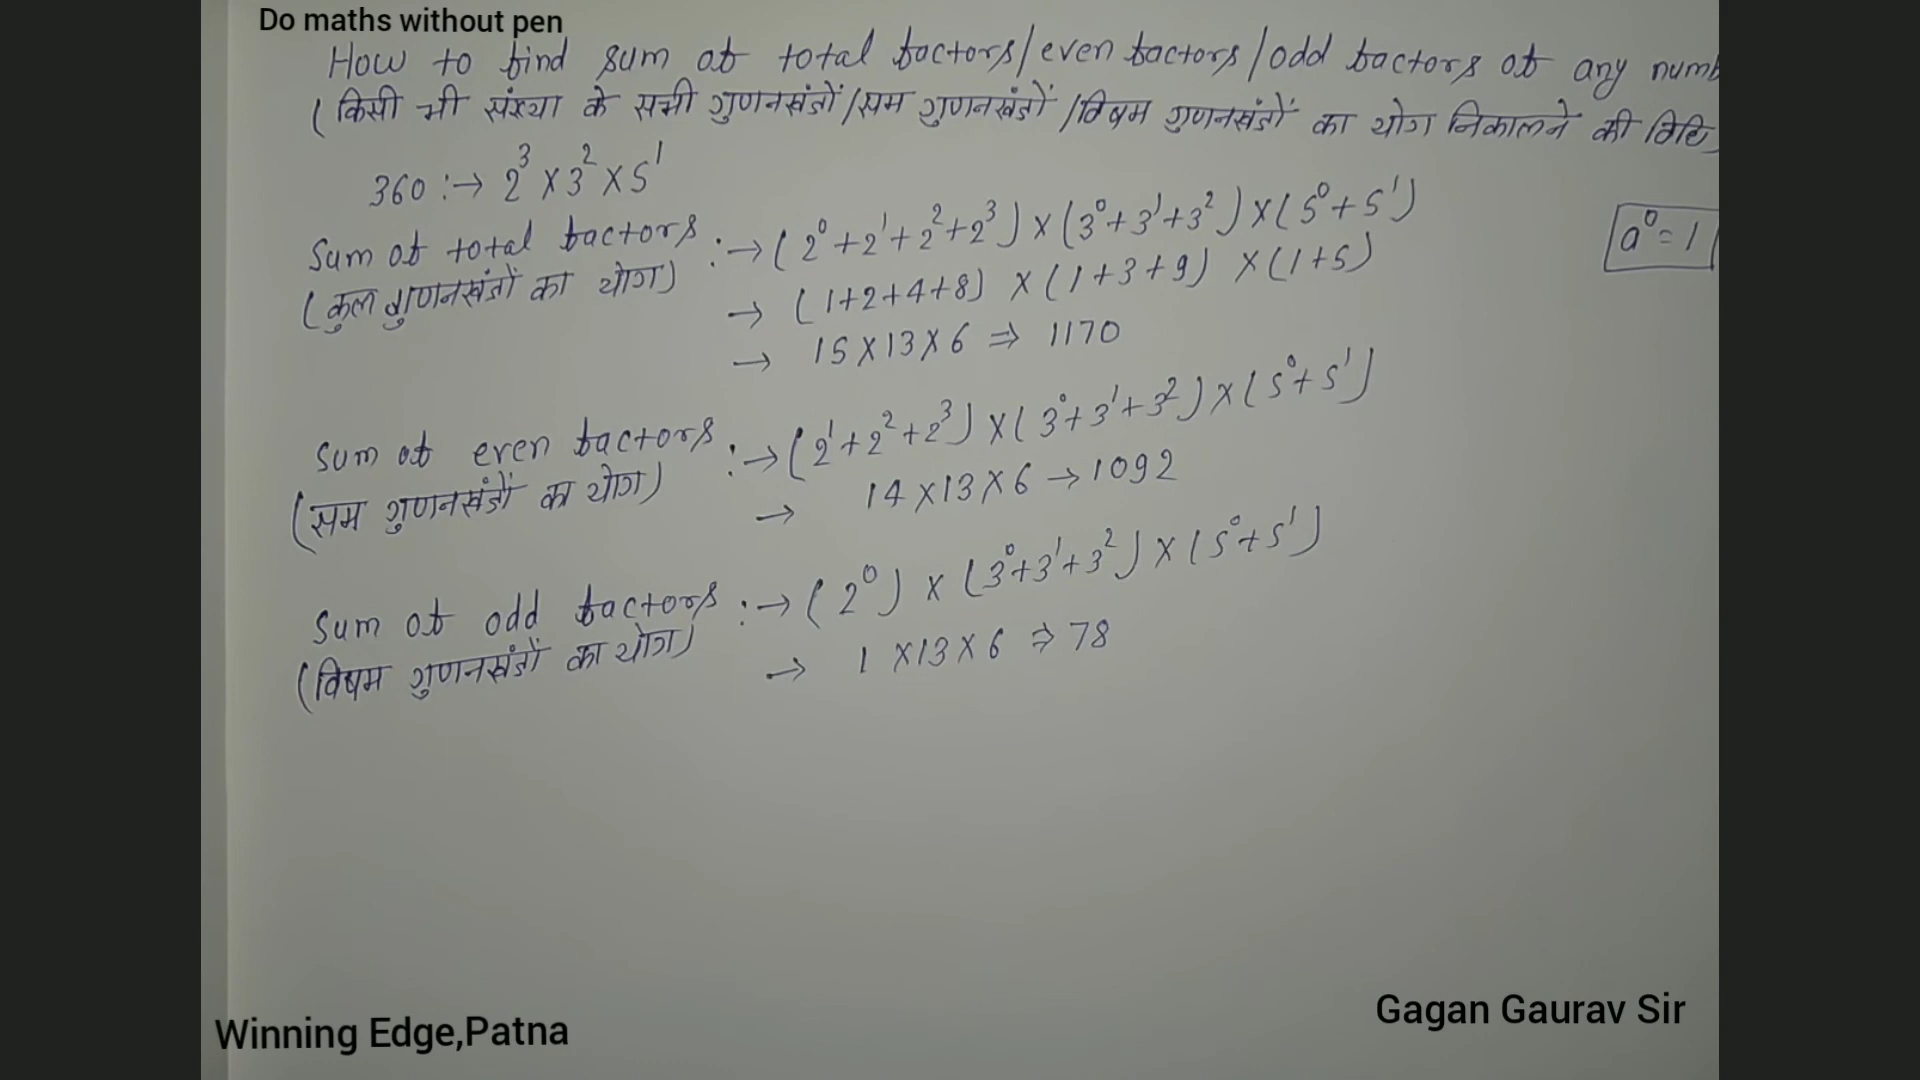 Do maths without pen
How to find sum of total factors/even factors/odd factors of any numb
(किसी भी संख्या के सभी गुणनखंडों/सम गुणनखंडों/विषम गुणनखंडों का योग निकालने की विधि)
360 :→ 2³ × 3² × 5¹
Sum of total factors :→ (2⁰+2¹+2²+2³) × (3⁰+3¹+3²) × (5⁰+5¹)
a⁰ = 1
(कुल गुणनखंडों का योग) → (1+2+4+8) × (1+3+9) × (1+5)
→ 15×13×6 ⇒ 1170
Sum of even factors :→ (2¹+2²+2³) × (3⁰+3¹+3²) × (5⁰+5¹)
(सम गुणनखंडों का योग) → 14×13×6 → 1092
Sum of odd factors :→ (2⁰) × (3⁰+3¹+3²) × (5⁰+5¹)
(विषम गुणनखंडों का योग) → 1×13×6 ⇒ 78
Gagan Gaurav Sir
Winning Edge,Patna